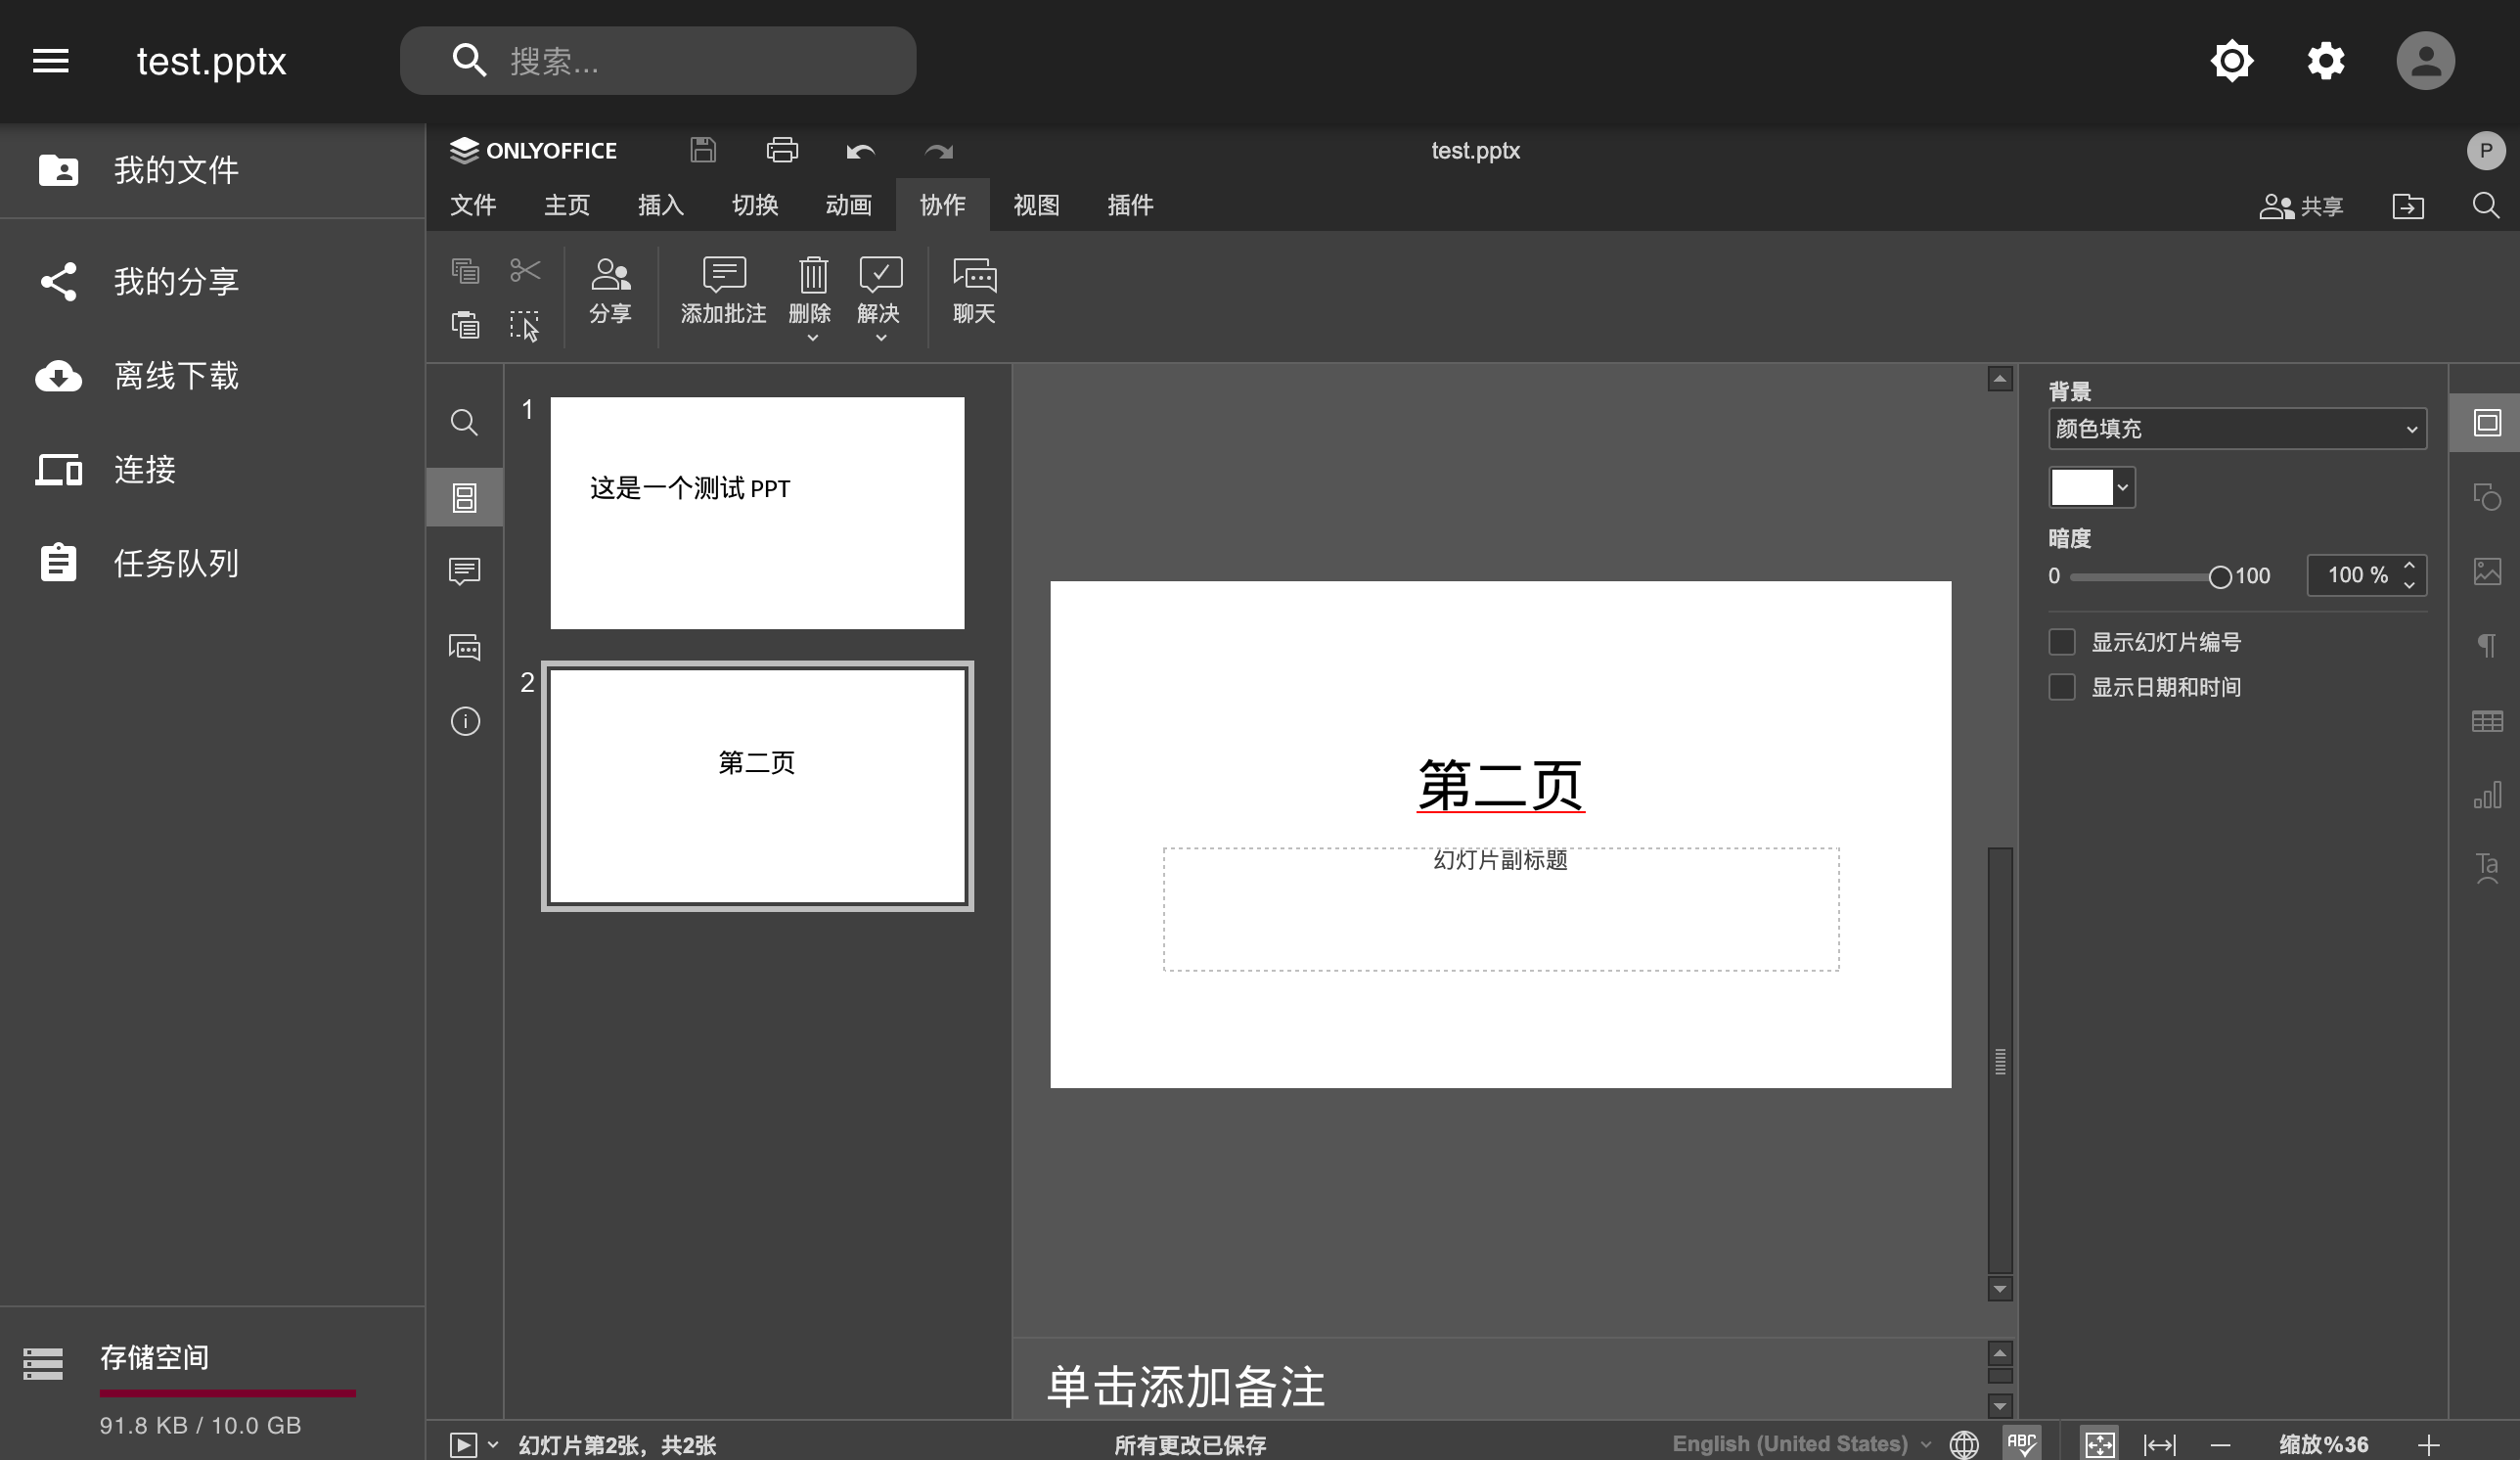 test.pptx
搜索...
我的文件
我的分享
离线下载
连接
任务队列
存储空间
91.8 KB / 10.0 GB
ONLYOFFICE
test.pptx
P
文件 主页 插入 切换 动画 协作 视图 插件
共享
分享 添加批注 删除 解决 聊天
1
这是一个测试 PPT
2
第二页
第二页
幻灯片副标题
单击添加备注
背景
颜色填充
暗度
0 100 100 %
显示幻灯片编号
显示日期和时间
Ta
幻灯片第2张，共2张
所有更改已保存
English (United States)
ABC
缩放%36